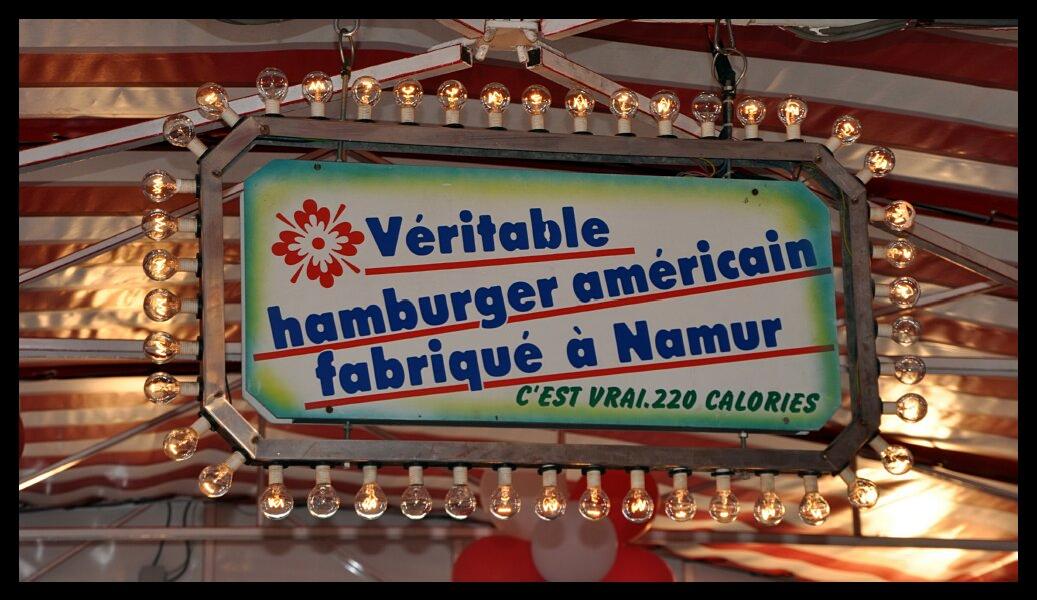 Véritable
hamburger américain
fabriqué à Namur
C'EST VRAI.220 CALORIES